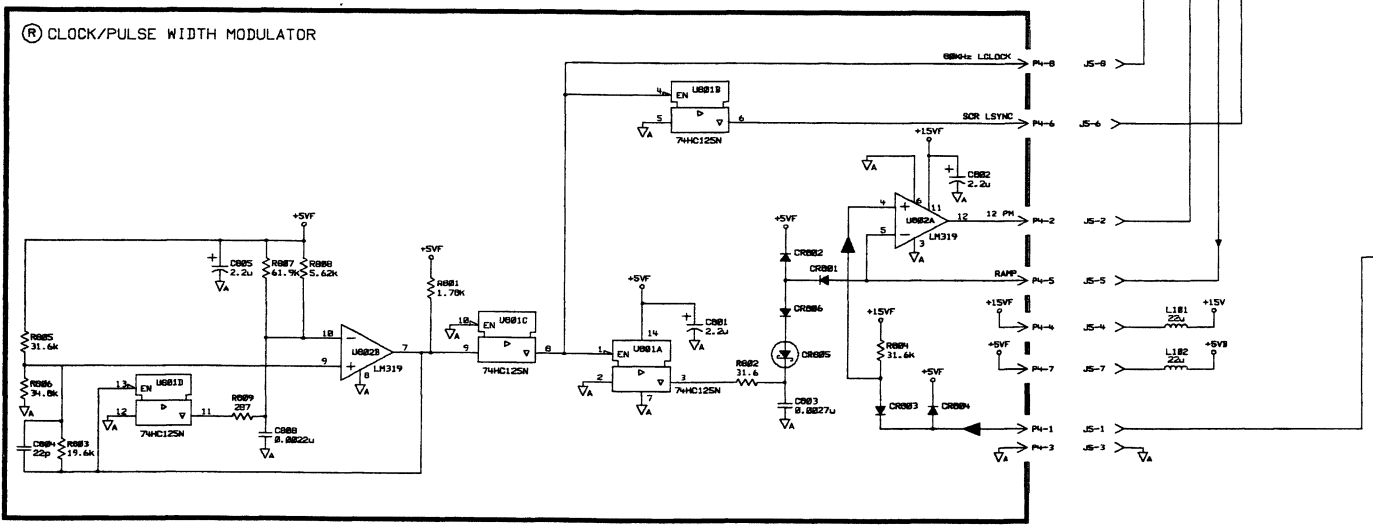 R CLOCK/PULSE WIDTH MODULATOR
80KHz LCLOCK
P4-8
J5-8
U801B
4
EN
5
6
74HC125N
A
SCR LSYNC
P4-6
J5-6
+15VF
A
+
C802
2.2u
A
4
+
6
11
U802A
12
12 PM
P4-2
J5-2
5
-
3
LM319
A
+5VF
+
C805
2.2u
A
R807
61.9k
R808
5.62k
+5VF
R801
1.78k
+5VF
+
C801
2.2u
A
+5VF
CR802
CR801
RAMP
P4-5
J5-5
R805
31.6k
R806
34.8k
A
10
-
U802B
7
9
+
LM319
8
A
10
EN
U801C
A
9
8
74HC125N
14
1
EN
U801A
2
3
74HC125N
7
A
A
R802
31.6
CR806
CR805
C803
0.0027u
A
+15VF
R804
31.6k
+5VF
CR803
CR804
+15VF
P4-4
J5-4
L101
22u
+15V
+5VF
P4-7
J5-7
L102
22u
P4-1
J5-1
A
P4-3
J5-3
A
13
EN
U801D
12
11
74HC125N
A
R809
287
C808
0.0022u
A
C804
22p
R803
19.6k